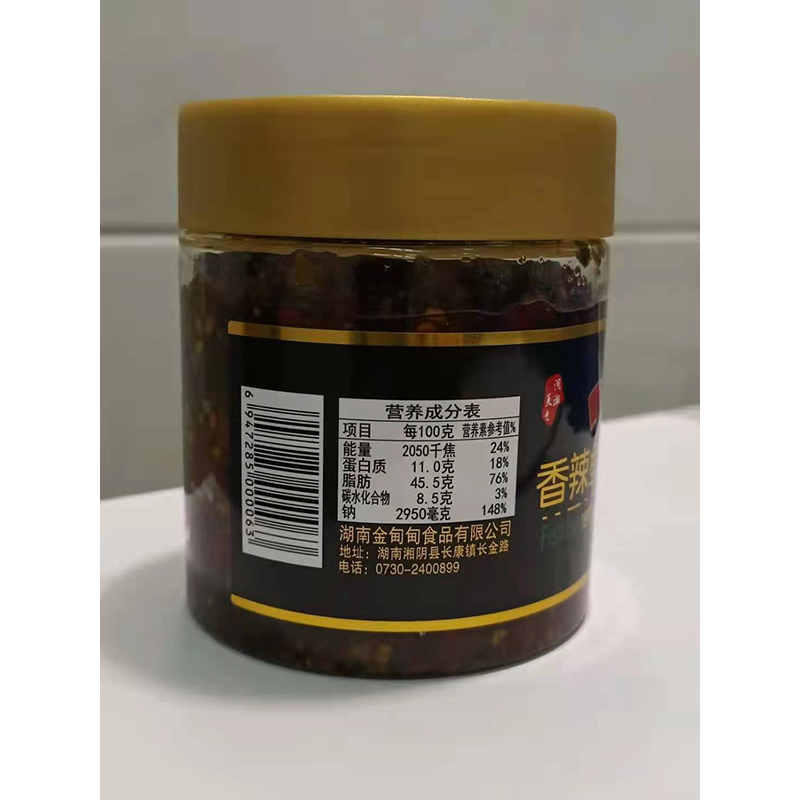 6947285100063
营养成分表
项目 每100克 营养素参考值%
能量 2050千焦 24%
蛋白质 11.0克 18%
脂肪 45.5克 76%
碳水化合物 8.5克 3%
钠 2950毫克 148%
湖南金甸甸食品有限公司
地址：湖南湘阴县长康镇长金路
电话：0730-2400899
香辣